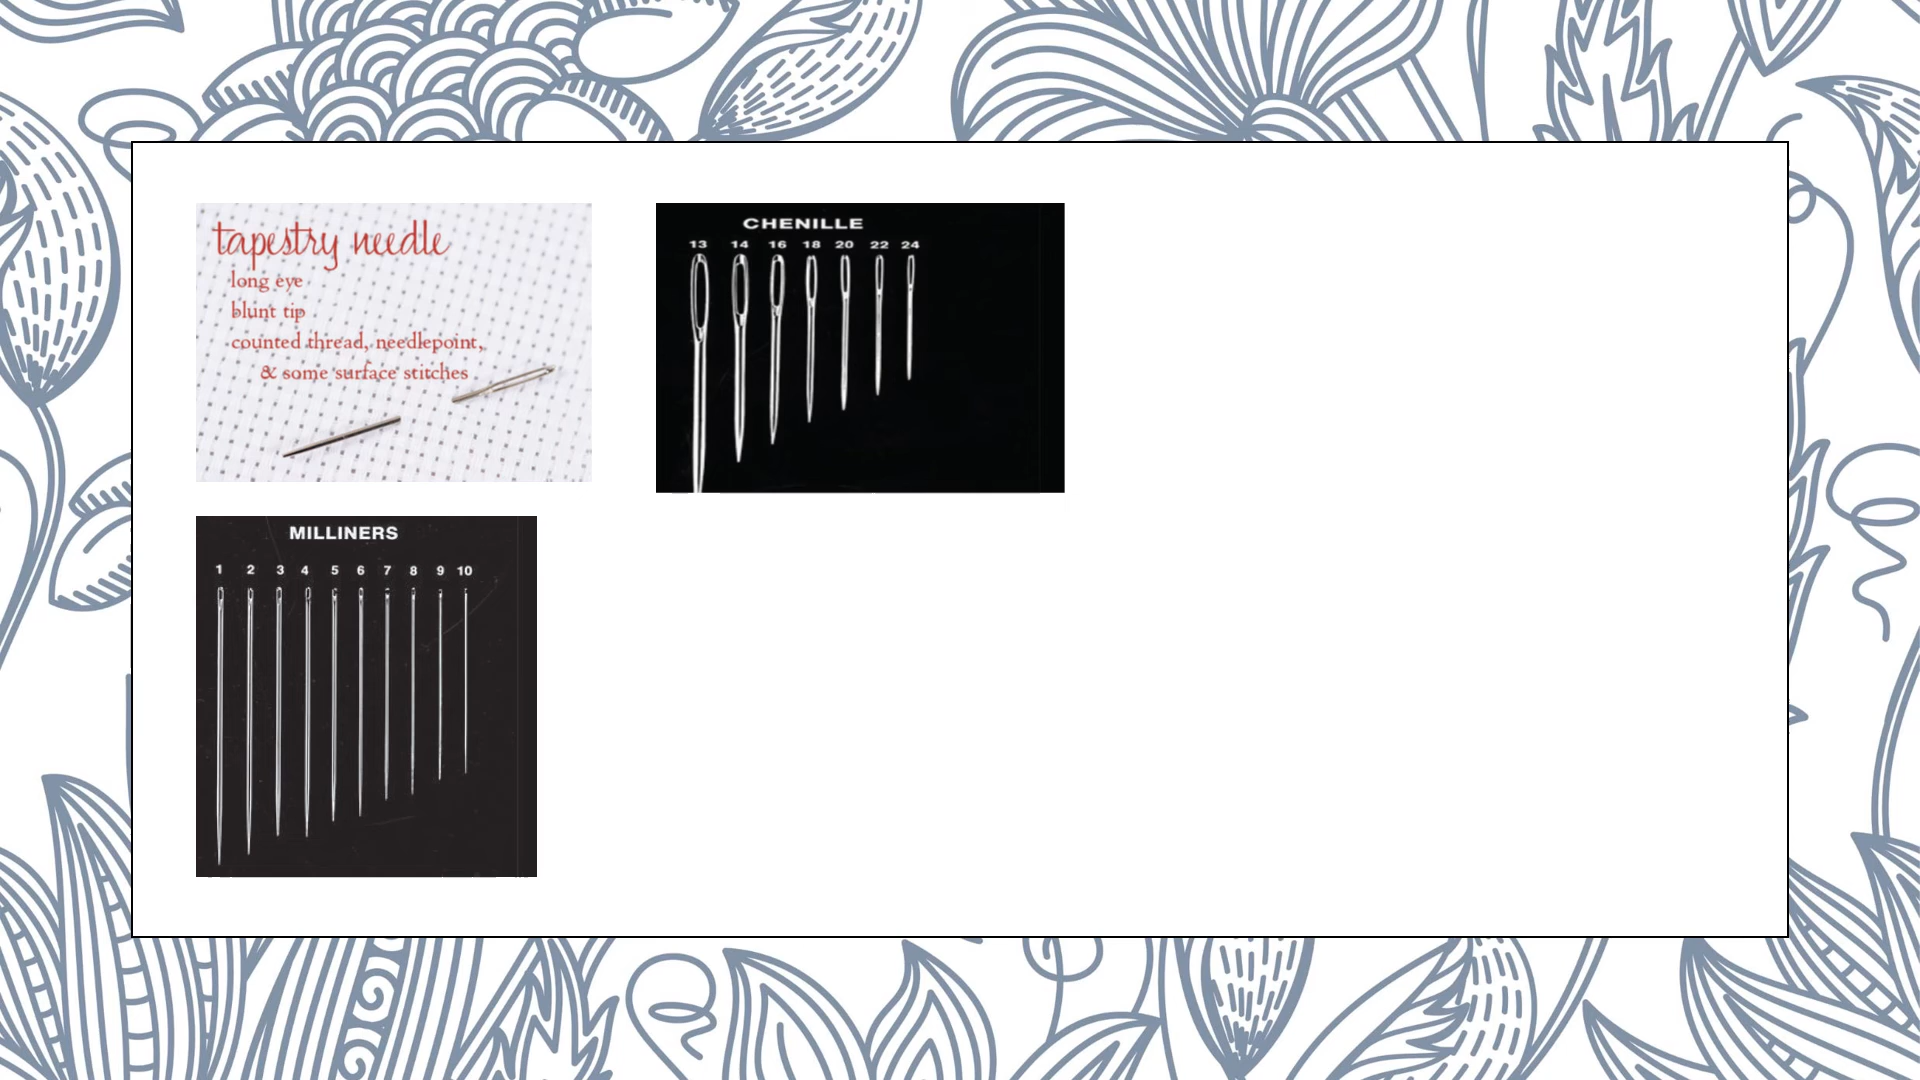 tapestry needle
long eye
blunt tip
counted thread, needlepoint,
& some surface stitches
CHENILLE
13 14 16 18 20 22 24
MILLINERS
1 2 3 4 5 6 7 8 9 10